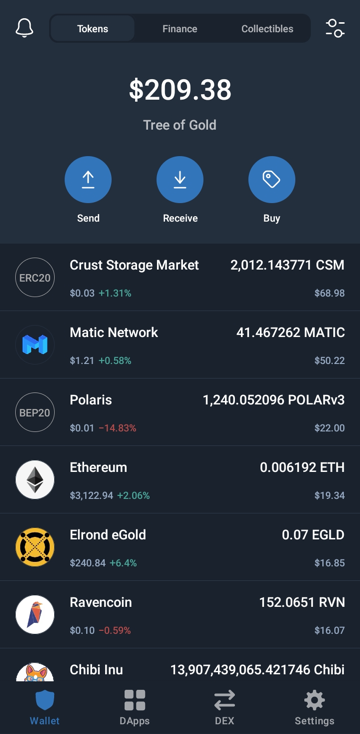 Tokens Finance Collectibles
$209.38
Tree of Gold
Send Receive Buy
ERC20 Crust Storage Market 2,012.143771 CSM
$0.03 +1.31% $68.98
Matic Network 41.467262 MATIC
$1.21 +0.58% $50.22
BEP20 Polaris 1,240.052096 POLARv3
$0.01 −14.83% $22.00
Ethereum 0.006192 ETH
$3,122.94 +2.06% $19.34
Elrond eGold 0.07 EGLD
$240.84 +6.4% $16.85
Ravencoin 152.0651 RVN
$0.10 −0.59% $16.07
Chibi Inu 13,907,439,065.421746 Chibi
Wallet DApps DEX Settings